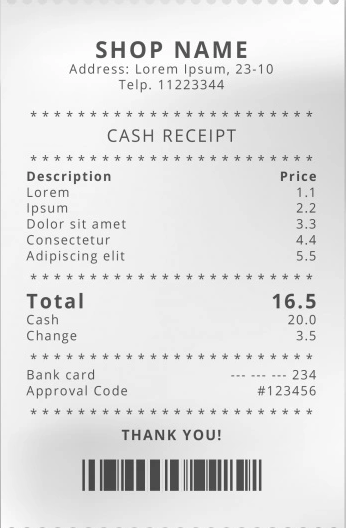 SHOP NAME
Address: Lorem Ipsum, 23-10
Telp. 11223344
* * * * * * * * * * * * * * * * * * * * * * * *
CASH RECEIPT
* * * * * * * * * * * * * * * * * * * * * * * *
Description Price
Lorem 1.1
Ipsum 2.2
Dolor sit amet 3.3
Consectetur 4.4
Adipiscing elit 5.5
* * * * * * * * * * * * * * * * * * * * * * * *
Total 16.5
Cash 20.0
Change 3.5
* * * * * * * * * * * * * * * * * * * * * * * *
Bank card --- --- --- 234
Approval Code #123456
* * * * * * * * * * * * * * * * * * * * * * * *
THANK YOU!